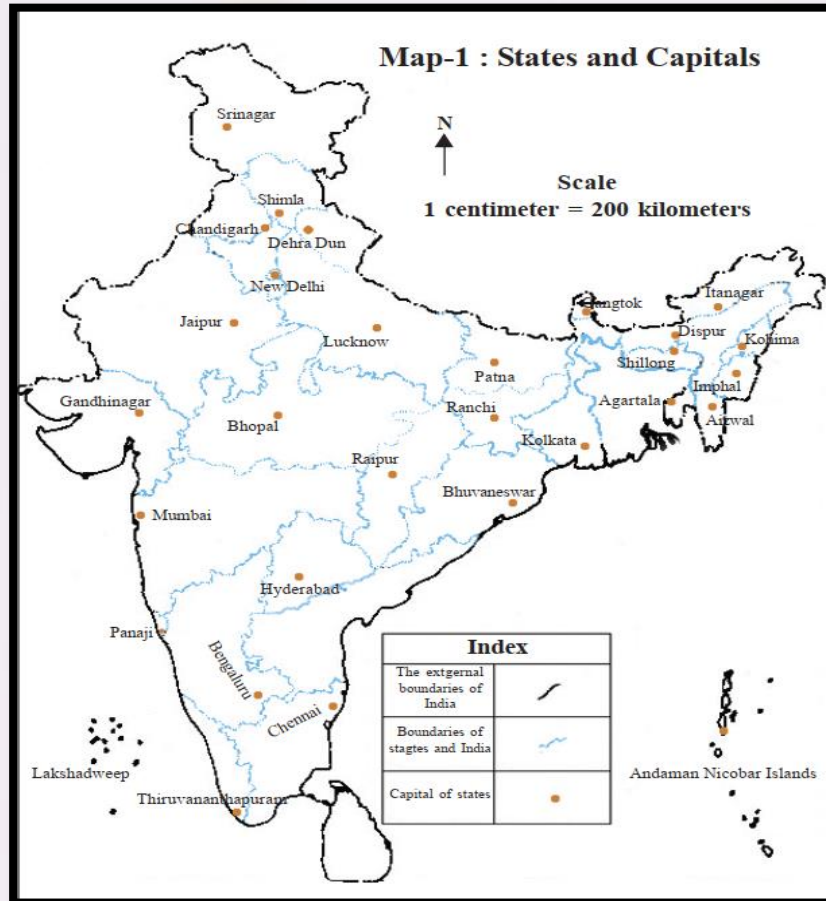 Map-1 : States and Capitals
Srinagar
N
Scale
1 centimeter = 200 kilometers
Shimla
Chandigarh
Dehra Dun
New Delhi
Gangtok
Itanagar
Jaipur
Lucknow
Dispur
Kohima
Shillong
Patna
Imphal
Gandhinagar
Ranchi
Agartala
Aizwal
Bhopal
Kolkata
Raipur
Bhuvaneswar
Mumbai
Hyderabad
Panaji
Bengaluru
Chennai
Index
The extgernal
boundaries of
India
Boundaries of
stagtes and India
Capital of states
Lakshadweep
Andaman Nicobar Islands
Thiruvananthapuram